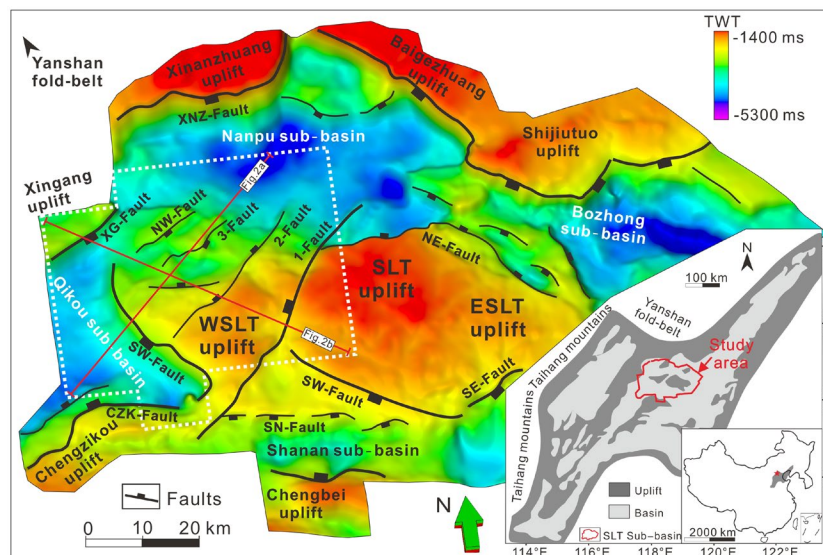 TWT
-1400 ms
-5300 ms
Yanshan
fold-belt
Xinanzhuang
uplift
XNZ-Fault
Baigezhuang
uplift
Nanpu sub-basin
Shijiutuo
uplift
Xingang
uplift
XG-Fault
NW-Fault
3-Fault
2-Fault
1-Fault
Fig.2a
NE-Fault
Bozhong
sub-basin
SLT
uplift
ESLT
uplift
WSLT
uplift
Fig.2b
Qikou sub-basin
SW-Fault
SW-Fault
SE-Fault
CZK-Fault
SN-Fault
Chengzikou
uplift
Shanan sub-basin
Chengbei
uplift
Faults
0 10 20 km
N
N
100 km
Yanshan
fold-belt
Taihang mountains
Taihang mountains
Study
area
Uplift
Basin
SLT Sub-basin
2000 km
114°E 116°E 118°E 120°E 122°E